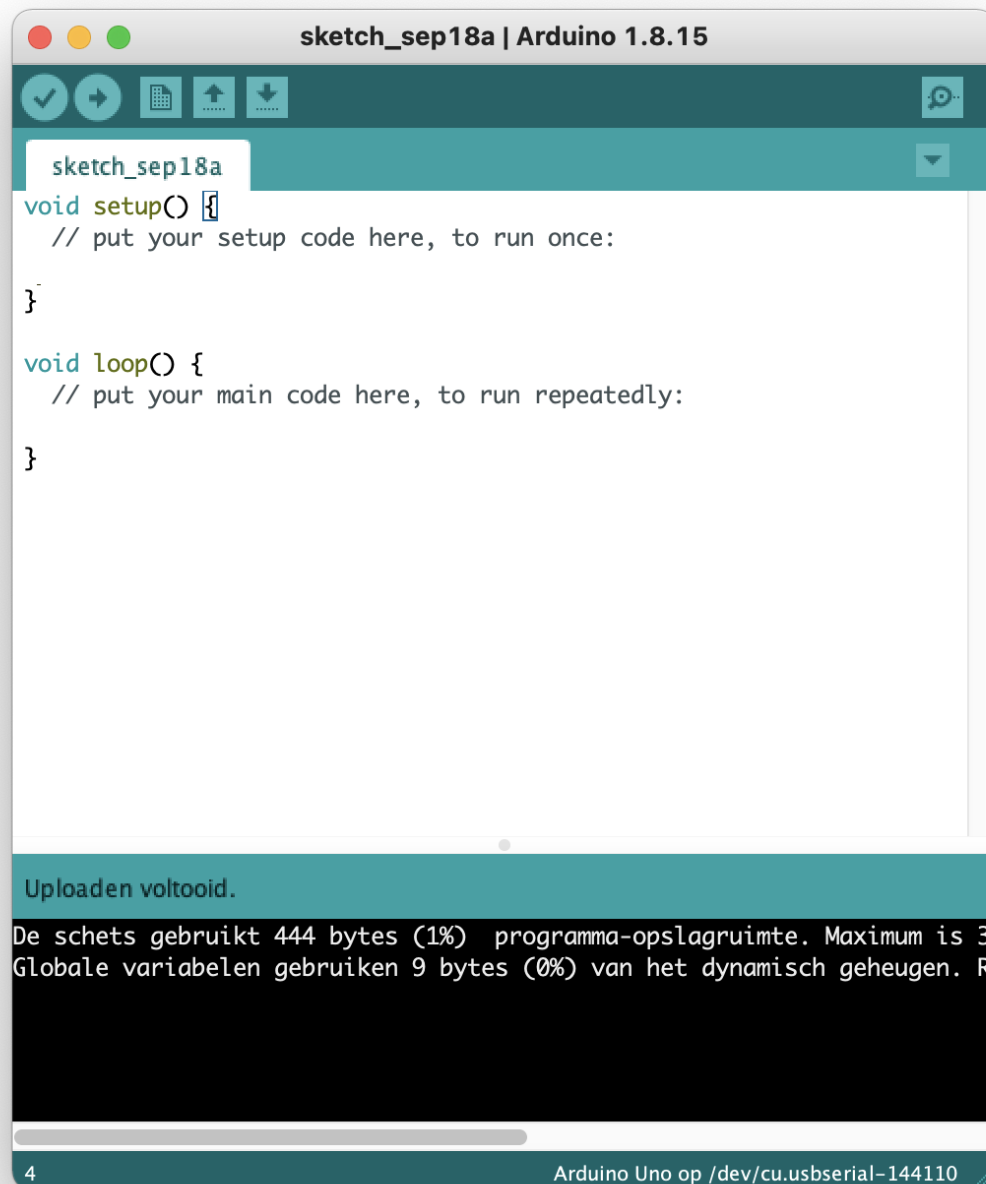 sketch_sep18a | Arduino 1.8.15
sketch_sep18a
void setup() {
  // put your setup code here, to run once:
}
void loop() {
  // put your main code here, to run repeatedly:
}
Uploaden voltooid.
De schets gebruikt 444 bytes (1%)  programma-opslagruimte. Maximum is 3
Globale variabelen gebruiken 9 bytes (0%) van het dynamisch geheugen. R
4 Arduino Uno op /dev/cu.usbserial-144110